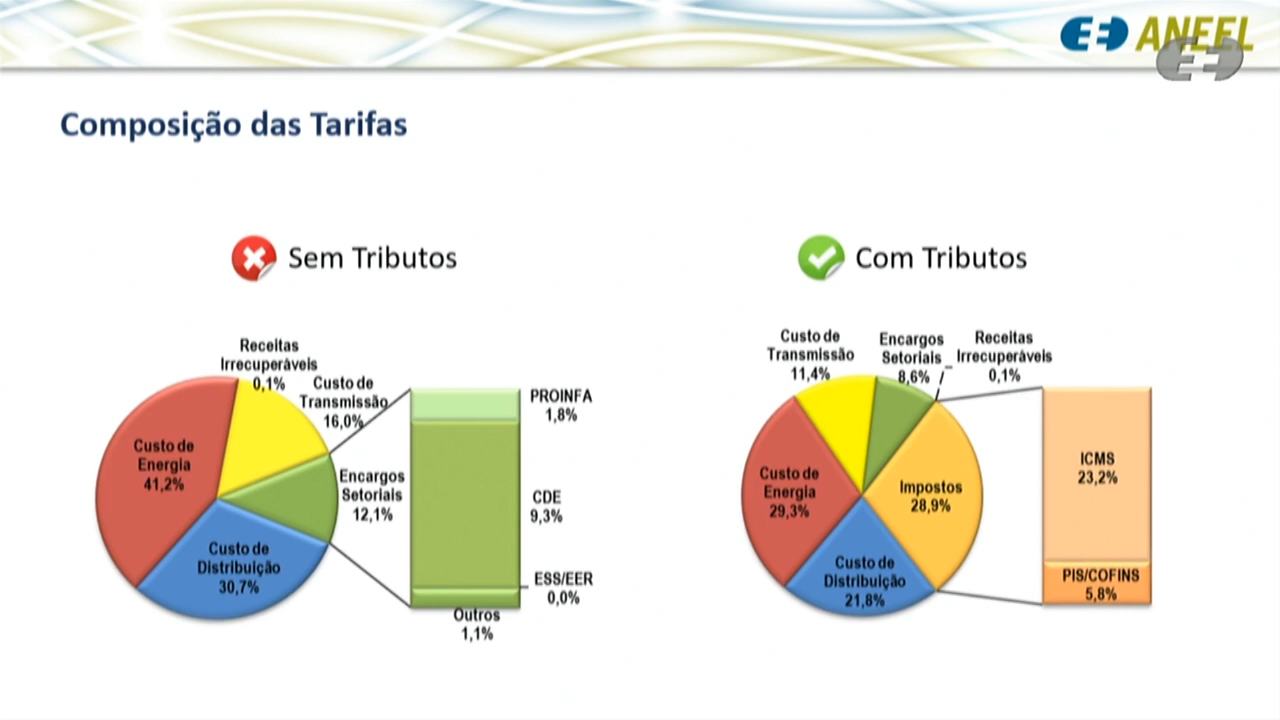 ANEEL
Composição das Tarifas
Sem Tributos
Receitas
Irrecuperáveis
0,1%
Custo de
Transmissão
16,0%
Custo de
Energia
41,2%
Encargos
Setoriais
12,1%
Custo de
Distribuição
30,7%
PROINFA
1,8%
CDE
9,3%
ESS/EER
0,0%
Outros
1,1%
Com Tributos
Custo de
Transmissão
11,4%
Encargos
Setoriais
8,6%
Receitas
Irrecuperáveis
0,1%
Custo de
Energia
29,3%
Impostos
28,9%
Custo de
Distribuição
21,8%
ICMS
23,2%
PIS/COFINS
5,8%